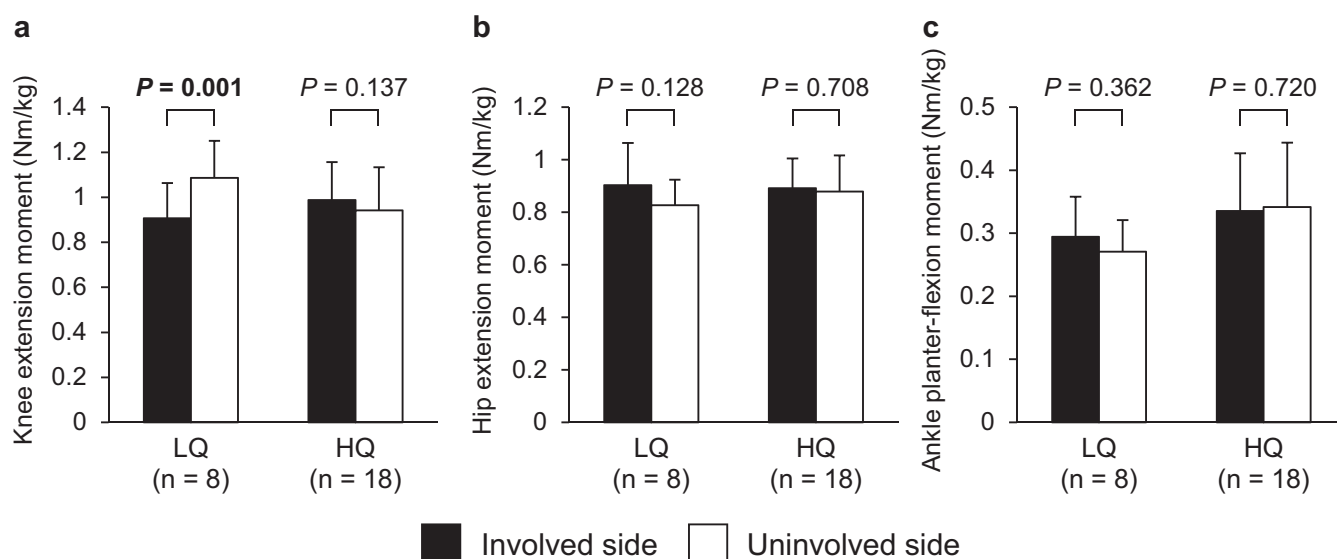 a
Knee extension moment (Nm/kg)
P = 0.001
P = 0.137
1.4
1.2
1
0.8
0.6
0.4
0.2
0
LQ
(n = 8)
HQ
(n = 18)
b
Hip extension moment (Nm/kg)
P = 0.128
P = 0.708
1.2
1
0.8
0.6
0.4
0.2
0
LQ
(n = 8)
HQ
(n = 18)
c
Ankle planter-flexion moment (Nm/kg)
P = 0.362
P = 0.720
0.5
0.4
0.3
0.2
0.1
0
LQ
(n = 8)
HQ
(n = 18)
Involved side
Uninvolved side